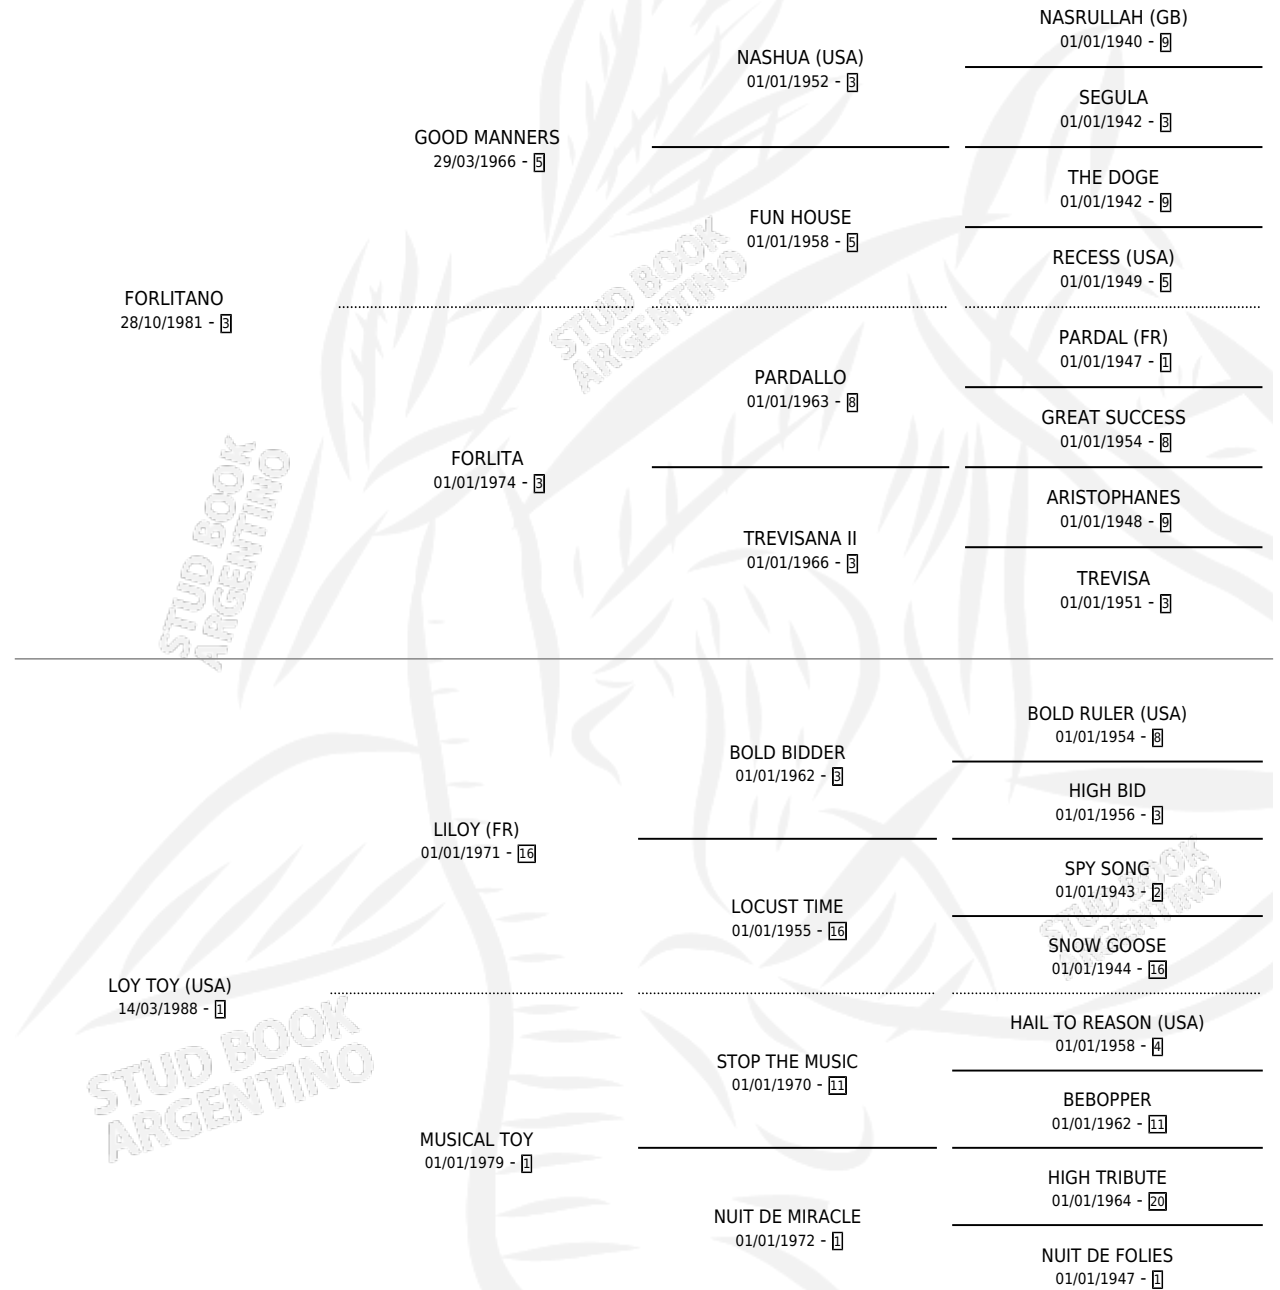 NASRULLAH (GB)
01/01/1940 - 9
NASHUA (USA)
01/01/1952 - 3
SEGULA
01/01/1942 - 3
GOOD MANNERS
29/03/1966 - 5
THE DOGE
01/01/1942 - 9
FUN HOUSE
01/01/1958 - 5
RECESS (USA)
01/01/1949 - 5
FORLITANO
28/10/1981 - 3
PARDAL (FR)
01/01/1947 - 1
PARDALLO
01/01/1963 - 8
GREAT SUCCESS
01/01/1954 - 8
FORLITA
01/01/1974 - 3
ARISTOPHANES
01/01/1948 - 9
TREVISANA II
01/01/1966 - 3
TREVISA
01/01/1951 - 3
STUD BOOK
ARGENTINO
STUD BOOK
ARGENTINO
BOLD RULER (USA)
01/01/1954 - 8
BOLD BIDDER
01/01/1962 - 3
HIGH BID
01/01/1956 - 3
LILOY (FR)
01/01/1971 - 16
SPY SONG
01/01/1943 - 2
LOCUST TIME
01/01/1955 - 16
SNOW GOOSE
01/01/1944 - 16
STUD BOOK
ARGENTINO
LOY TOY (USA)
14/03/1988 - 1
HAIL TO REASON (USA)
01/01/1958 - 4
STOP THE MUSIC
01/01/1970 - 11
BEBOPPER
01/01/1962 - 11
STUD BOOK
ARGENTINO
MUSICAL TOY
01/01/1979 - 1
HIGH TRIBUTE
01/01/1964 - 20
NUIT DE MIRACLE
01/01/1972 - 1
NUIT DE FOLIES
01/01/1947 - 1